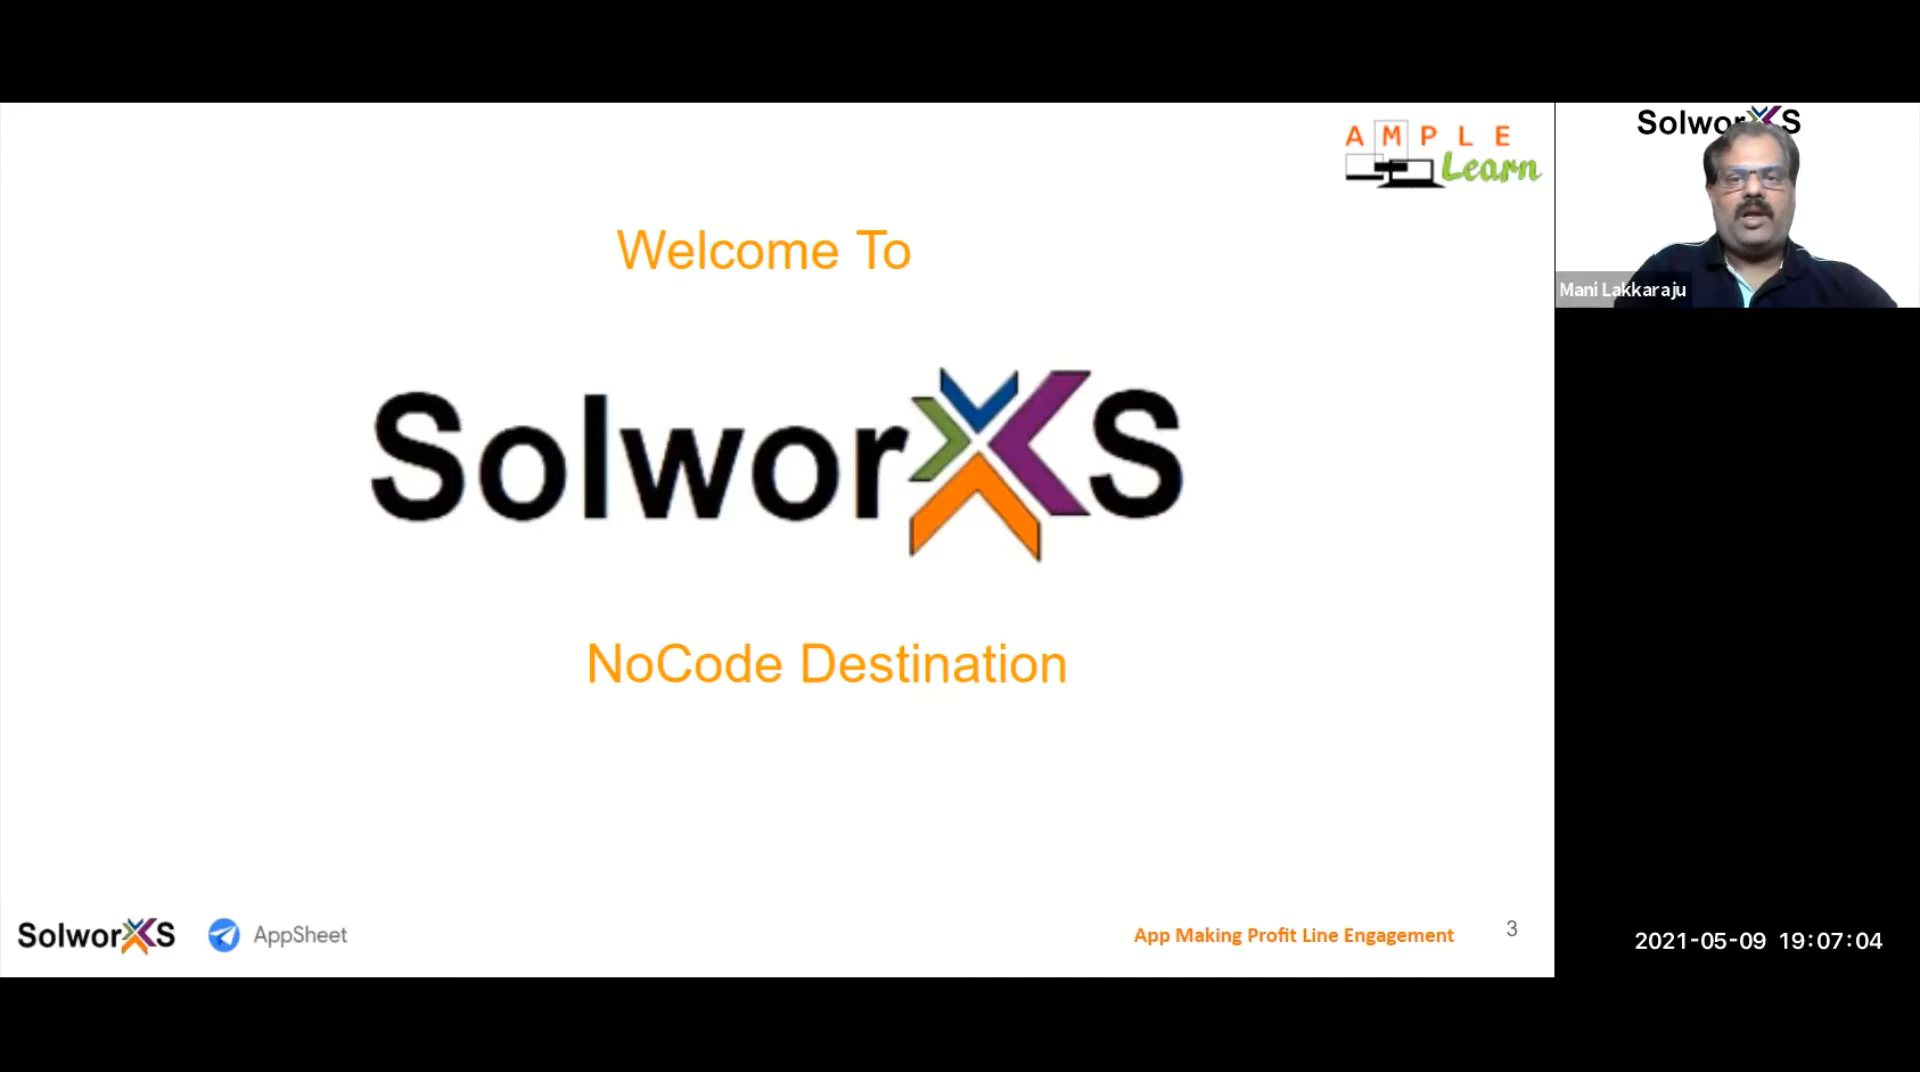 AMPLE
Learn
Welcome To
SolworXS
NoCode Destination
SolworXS
AppSheet
App Making Profit Line Engagement
3
SolworXS
Mani Lakkaraju
2021-05-09 19:07:04